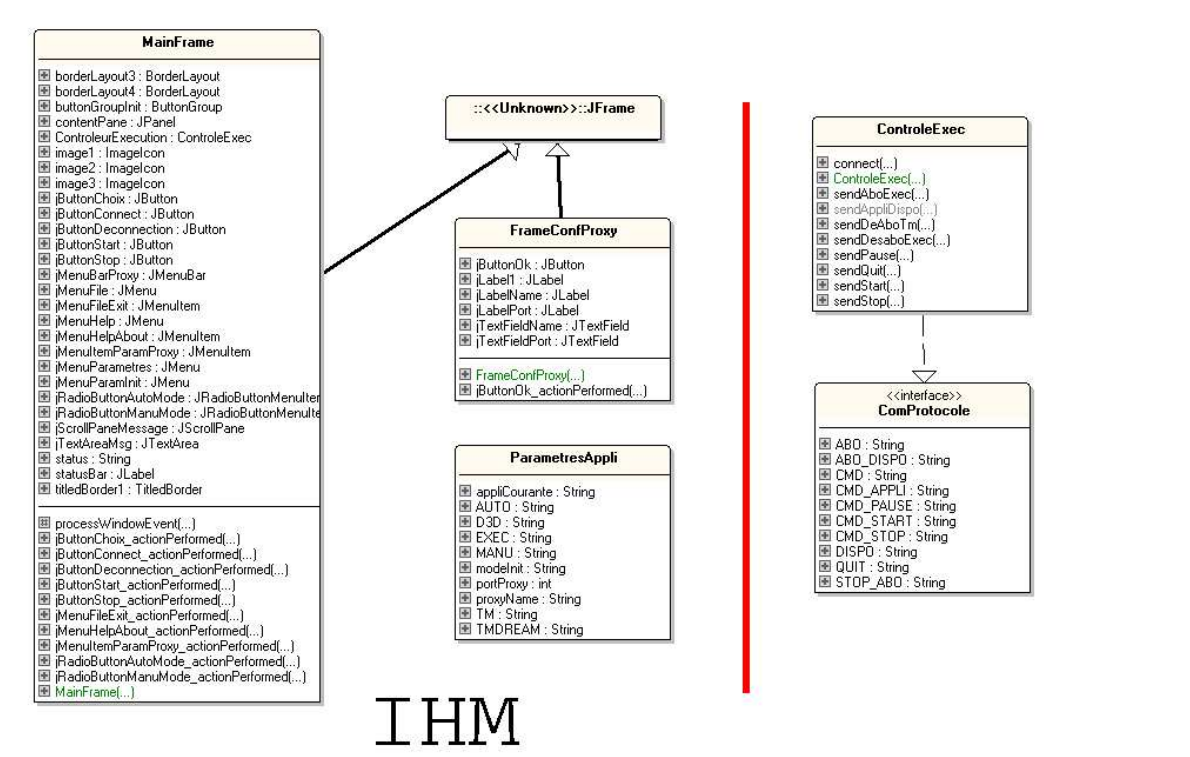 MainFrame
borderLayout3 : BorderLayout
borderLayout4 : BorderLayout
buttonGroupInit : ButtonGroup
contentPane : JPanel
ControleurExecution : ControleExec
image1 : ImageIcon
image2 : ImageIcon
image3 : ImageIcon
jButtonChoix : JButton
jButtonConnect : JButton
jButtonDeconnection : JButton
jButtonStart : JButton
jButtonStop : JButton
jMenuBarProxy : JMenuBar
jMenuFile : JMenu
jMenuFileExit : JMenuItem
jMenuHelp : JMenu
jMenuHelpAbout : JMenuItem
jMenuItemParamProxy : JMenuItem
jMenuParametres : JMenu
jMenuParamInit : JMenu
jRadioButtonAutoMode : JRadioButtonMenuIter
jRadioButtonManuMode : JRadioButtonMenuIte
jScrollPaneMessage : JScrollPane
jTextAreaMsg : JTextArea
status : String
statusBar : JLabel
titledBorder1 : TitledBorder
processWindowEvent(...)
jButtonChoix_actionPerformed(...)
jButtonConnect_actionPerformed(...)
jButtonDeconnection_actionPerformed(...)
jButtonStart_actionPerformed(...)
jButtonStop_actionPerformed(...)
jMenuFileExit_actionPerformed(...)
jMenuHelpAbout_actionPerformed(...)
jMenuItemParamProxy_actionPerformed(...)
jRadioButtonAutoMode_actionPerformed(...)
jRadioButtonManuMode_actionPerformed(...)
MainFrame(...)
::<<Unknown>>::JFrame
FrameConfProxy
jButtonOk : JButton
jLabel1 : JLabel
jLabelName : JLabel
jLabelPort : JLabel
jTextFieldName : JTextField
jTextFieldPort : JTextField
FrameConfProxy(...)
jButtonOk_actionPerformed(...)
ParametresAppli
appliCourante : String
AUTO : String
D3D : String
EXEC : String
MANU : String
modeInit : String
portProxy : int
proxyName : String
TM : String
TMDREAM : String
IHM
ControleExec
connect(...)
ControleExec(...)
sendAboExec(...)
sendAppliDispo(...)
sendDeAboTm(...)
sendDesaboExec(...)
sendPause(...)
sendQuit(...)
sendStart(...)
sendStop(...)
<<interface>>
ComProtocole
ABO : String
ABO_DISPO : String
CMD : String
CMD_APPLI : String
CMD_PAUSE : String
CMD_START : String
CMD_STOP : String
DISPO : String
QUIT : String
STOP_ABO : String